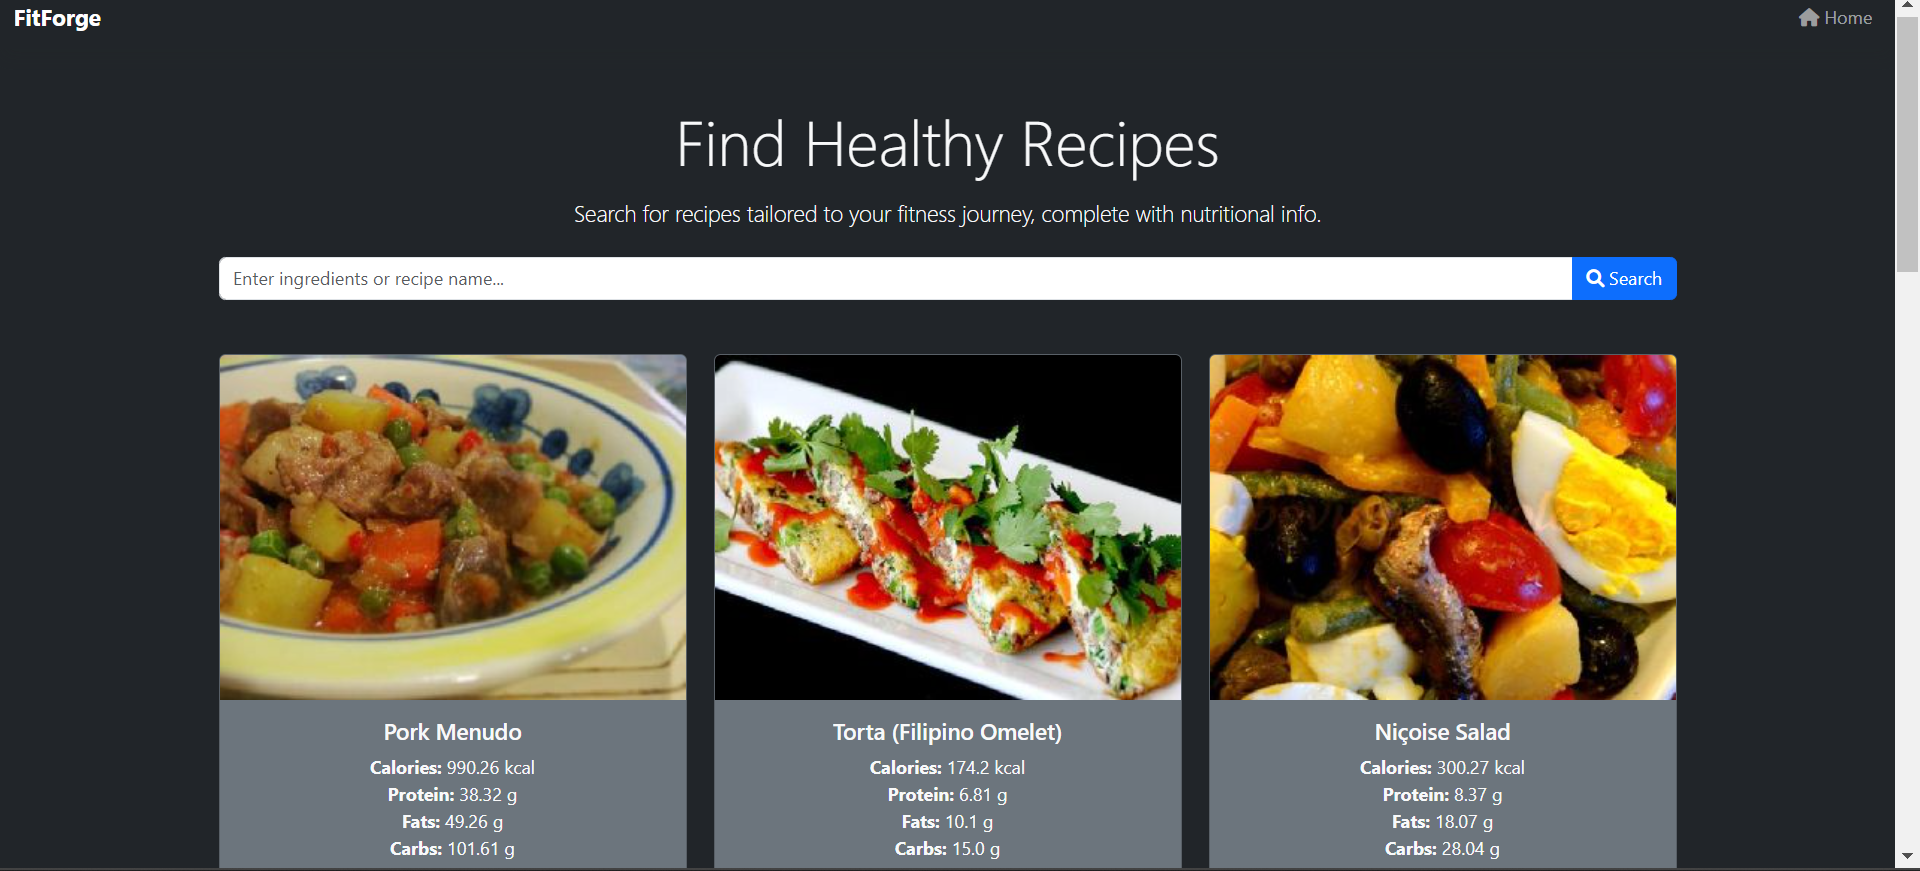 FitForge
Home
Find Healthy Recipes
Search for recipes tailored to your fitness journey, complete with nutritional info.
Enter ingredients or recipe name...
Search
Pork Menudo
Calories: 990.26 kcal
Protein: 38.32 g
Fats: 49.26 g
Carbs: 101.61 g
Torta (Filipino Omelet)
Calories: 174.2 kcal
Protein: 6.81 g
Fats: 10.1 g
Carbs: 15.0 g
Niçoise Salad
Calories: 300.27 kcal
Protein: 8.37 g
Fats: 18.07 g
Carbs: 28.04 g